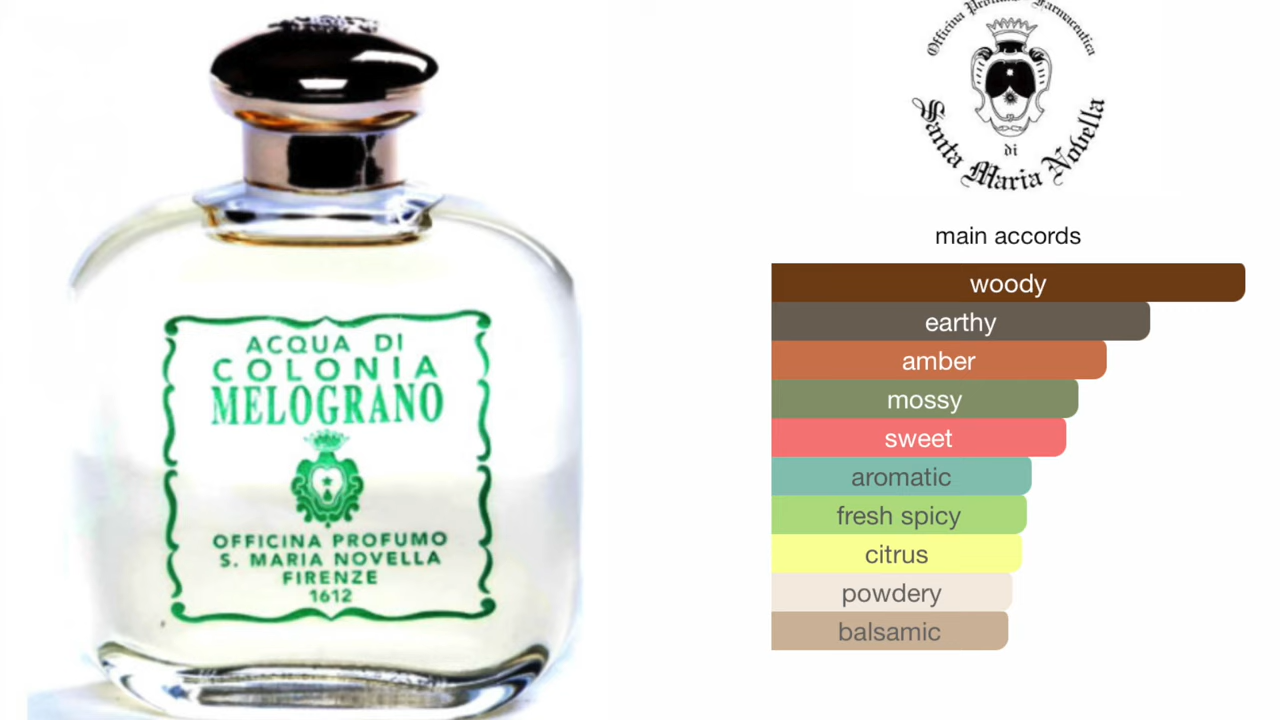 ACQUA DI
COLONIA
MELOGRANO
OFFICINA PROFUMO
S. MARIA NOVELLA
FIRENZE
1612
Officina Profumo Farmaceutica
di
Santa Maria Novella
main accords
woody
earthy
amber
mossy
sweet
aromatic
fresh spicy
citrus
powdery
balsamic